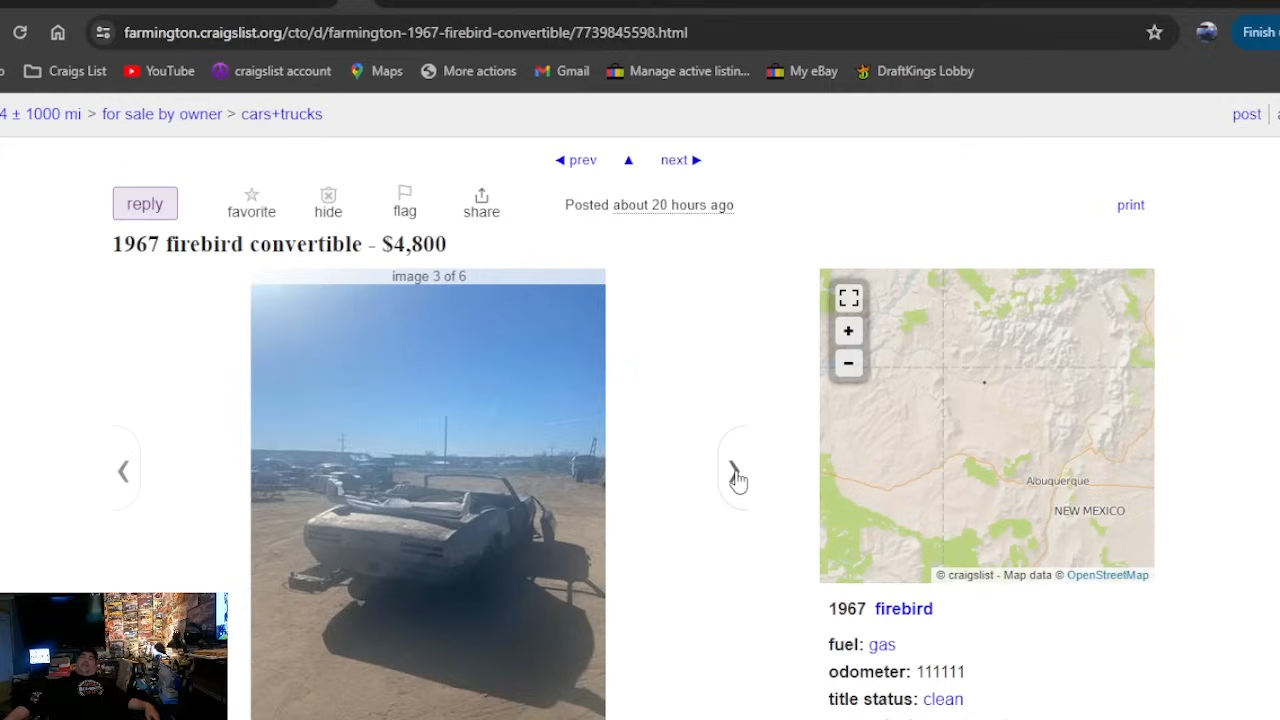 farmington.craigslist.org/cto/d/farmington-1967-firebird-convertible/7739845598.html
Finish
Craigs List
YouTube
craigslist account
Maps
More actions
Gmail
Manage active listin...
My eBay
DraftKings Lobby
4 ± 1000 mi > for sale by owner > cars+trucks
post
◀ prev ▲ next ▶
reply
favorite
hide
flag
share
Posted about 20 hours ago
print
1967 firebird convertible - $4,800
image 3 of 6
+
−
Albuquerque
NEW MEXICO
© craigslist - Map data © OpenStreetMap
1967 firebird
fuel: gas
odometer: 111111
title status: clean